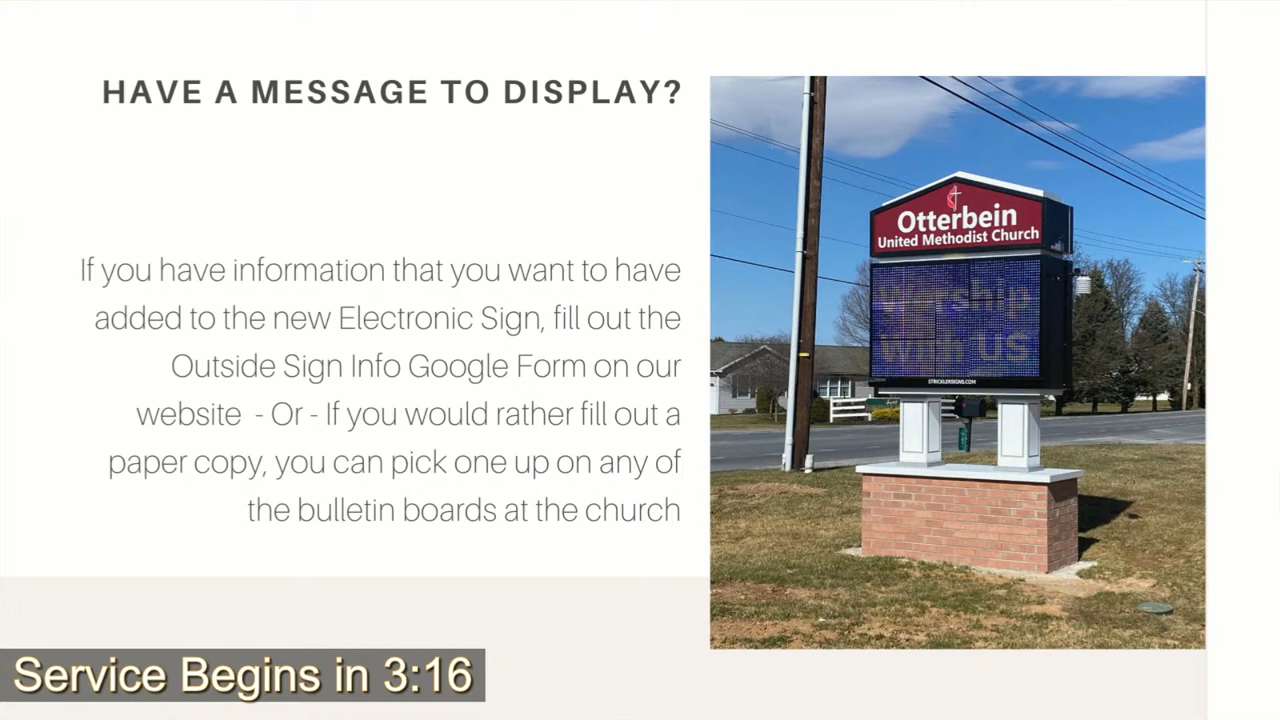 HAVE A MESSAGE TO DISPLAY?
If you have information that you want to have
added to the new Electronic Sign, fill out the
Outside Sign Info Google Form on our
website - Or - If you would rather fill out a
paper copy, you can pick one up on any of
the bulletin boards at the church
Otterbein
United Methodist Church
Worship
with us
STRICKLERSIGNS.COM
Service Begins in 3:16